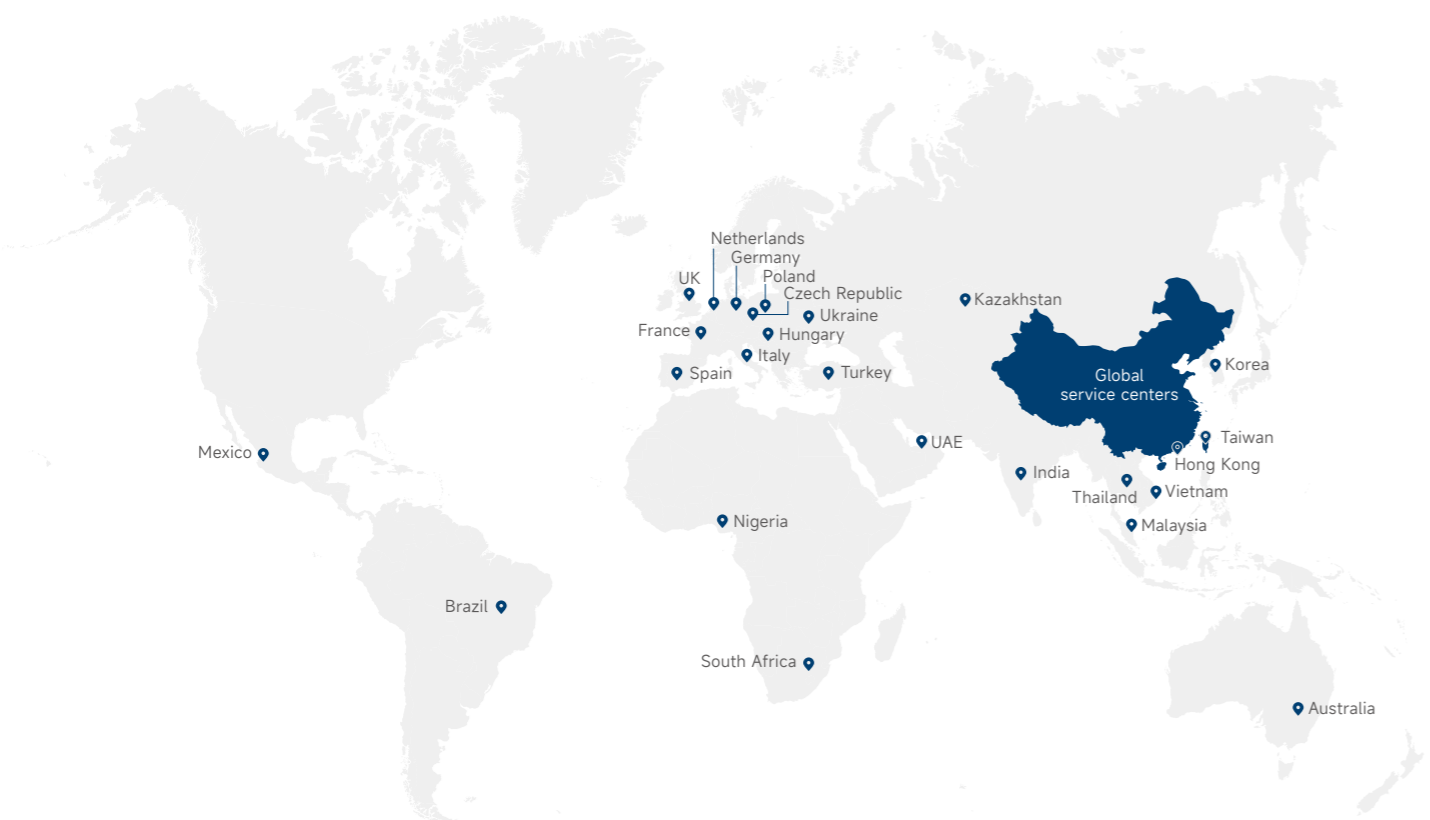 Netherlands
Germany
UK
Poland
Czech Republic
Kazakhstan
Ukraine
France
Hungary
Italy
Spain
Turkey
Korea
Global
service centers
Taiwan
UAE
Mexico
Hong Kong
India
Thailand
Vietnam
Nigeria
Malaysia
Brazil
South Africa
Australia